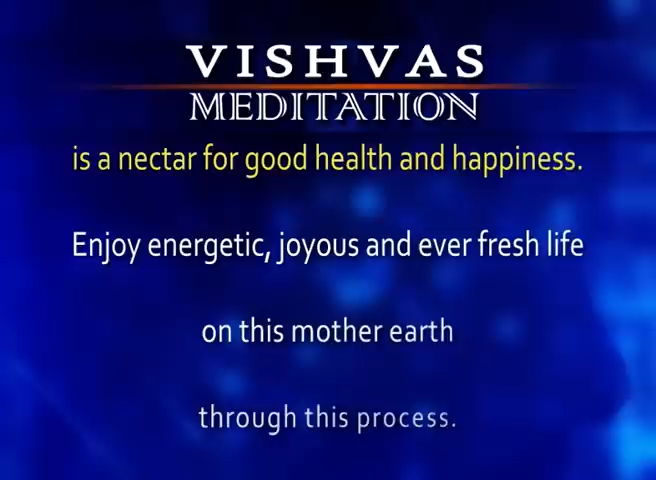 VISHVAS
MEDITATION
is a nectar for good health and happiness.
Enjoy energetic, joyous and ever fresh life
on this mother earth
through this process.